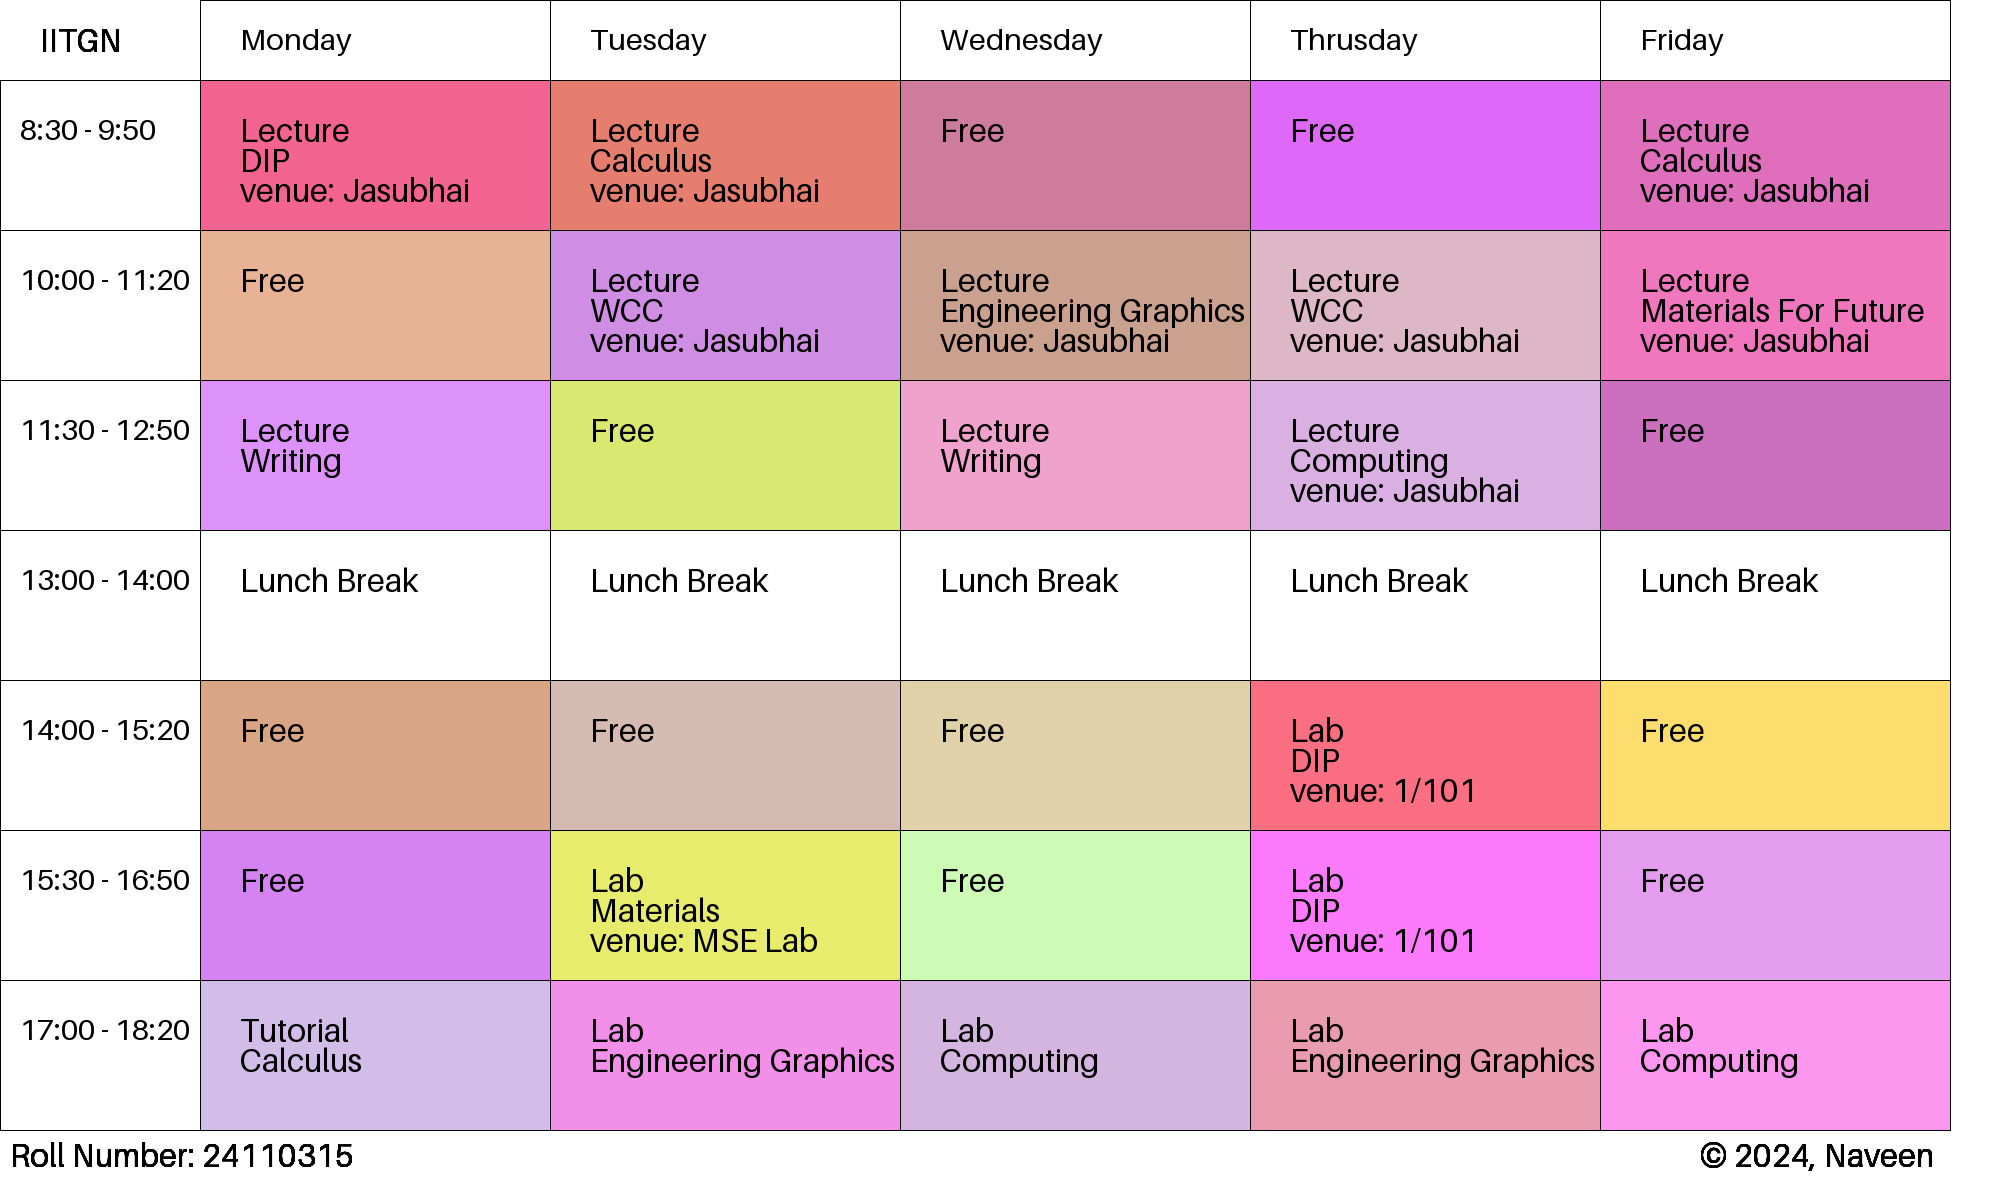 IITGN Monday Tuesday Wednesday Thrusday Friday
8:30 - 9:50
Lecture
DIP
venue: Jasubhai
Lecture
Calculus
venue: Jasubhai
Free
Free
Lecture
Calculus
venue: Jasubhai
10:00 - 11:20
Free
Lecture
WCC
venue: Jasubhai
Lecture
Engineering Graphics
venue: Jasubhai
Lecture
WCC
venue: Jasubhai
Lecture
Materials For Future
venue: Jasubhai
11:30 - 12:50
Lecture
Writing
Free
Lecture
Writing
Lecture
Computing
venue: Jasubhai
Free
13:00 - 14:00
Lunch Break
Lunch Break
Lunch Break
Lunch Break
Lunch Break
14:00 - 15:20
Free
Free
Free
Lab
DIP
venue: 1/101
Free
15:30 - 16:50
Free
Lab
Materials
venue: MSE Lab
Free
Lab
DIP
venue: 1/101
Free
17:00 - 18:20
Tutorial
Calculus
Lab
Engineering Graphics
Lab
Computing
Lab
Engineering Graphics
Lab
Computing
Roll Number: 24110315
© 2024, Naveen